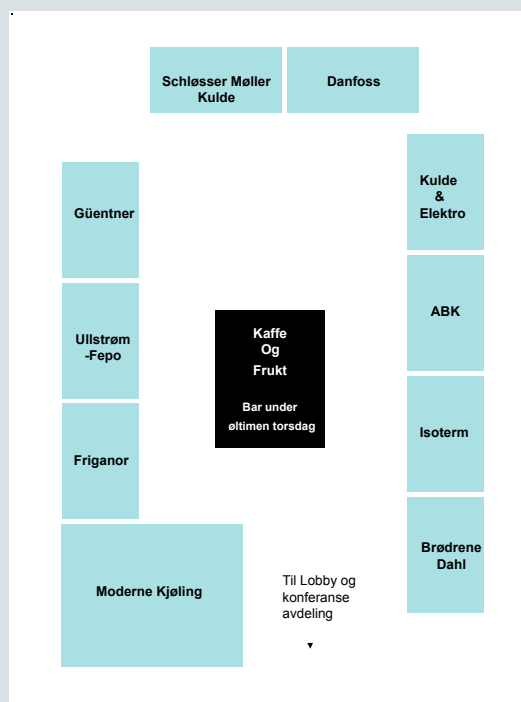 Schløsser Møller
Kulde
Danfoss
Kulde
&
Elektro
Güentner
ABK
Ullstrøm
-Fepo
Kaffe
Og
Frukt
Bar under
øltimen torsdag
Isoterm
Friganor
Brødrene
Dahl
Moderne Kjøling
Til Lobby og
konferanse
avdeling